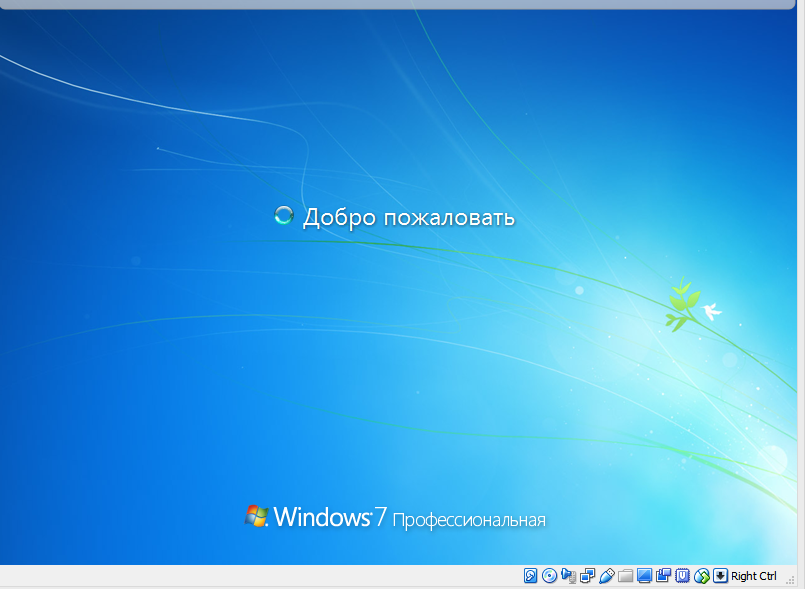 Добро пожаловать
Windows 7 Профессиональная
Right Ctrl